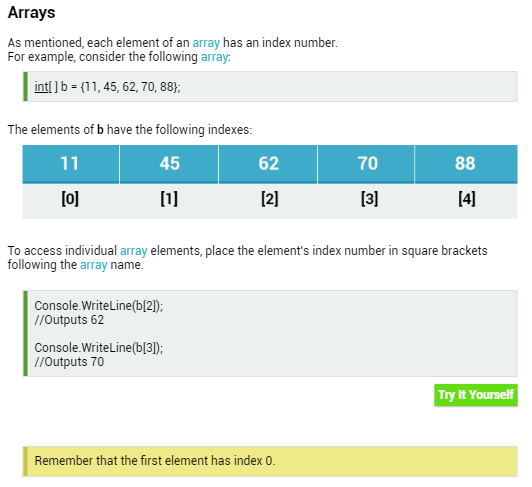 Arrays
As mentioned, each element of an array has an index number.
For example, consider the following array:
int[ ] b = {11, 45, 62, 70, 88};
The elements of b have the following indexes:
11 45 62 70 88
[0] [1] [2] [3] [4]
To access individual array elements, place the element's index number in square brackets
following the array name.
Console.WriteLine(b[2]);
//Outputs 62
Console.WriteLine(b[3]);
//Outputs 70
Try It Yourself
Remember that the first element has index 0.